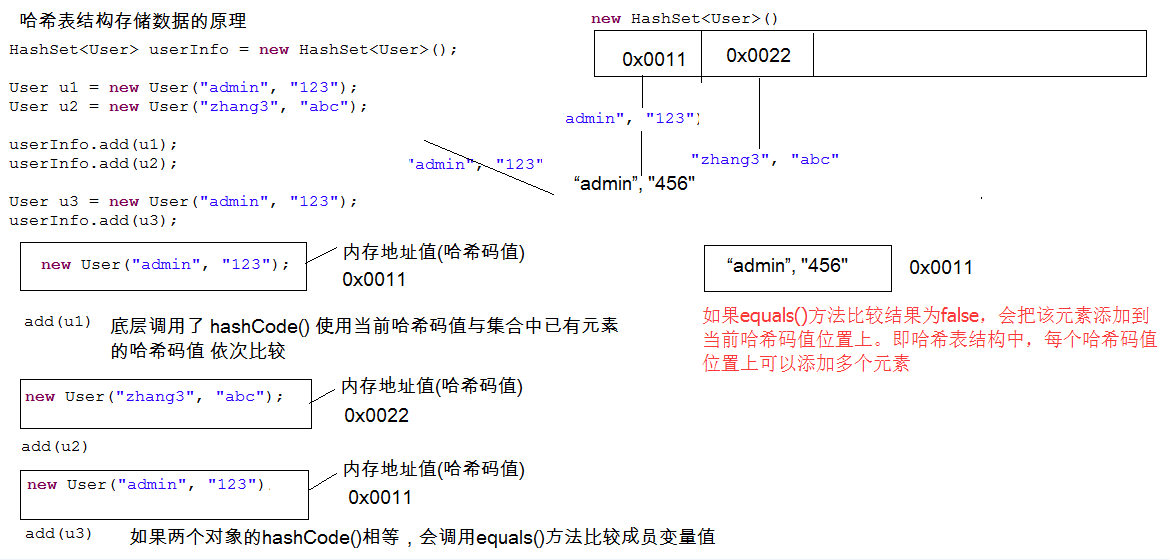 哈希表结构存储数据的原理
HashSet<User> userInfo = new HashSet<User>();
User u1 = new User("admin", "123");
User u2 = new User("zhang3", "abc");
userInfo.add(u1);
userInfo.add(u2);
User u3 = new User("admin", "123");
userInfo.add(u3);
new HashSet<User>()
0x0011
0x0022
admin", "123")
"zhang3", "abc"
"admin", "123"
“admin”, "456"
new User("admin", "123");
内存地址值(哈希码值)
0x0011
add(u1)
底层调用了 hashCode() 使用当前哈希码值与集合中已有元素
的哈希码值 依次比较
new User("zhang3", "abc");
内存地址值(哈希码值)
0x0022
add(u2)
new User("admin", "123")
内存地址值(哈希码值)
0x0011
add(u3)
如果两个对象的hashCode()相等，会调用equals()方法比较成员变量值
“admin”, "456"
0x0011
如果equals()方法比较结果为false，会把该元素添加到
当前哈希码值位置上。即哈希表结构中，每个哈希码值
位置上可以添加多个元素